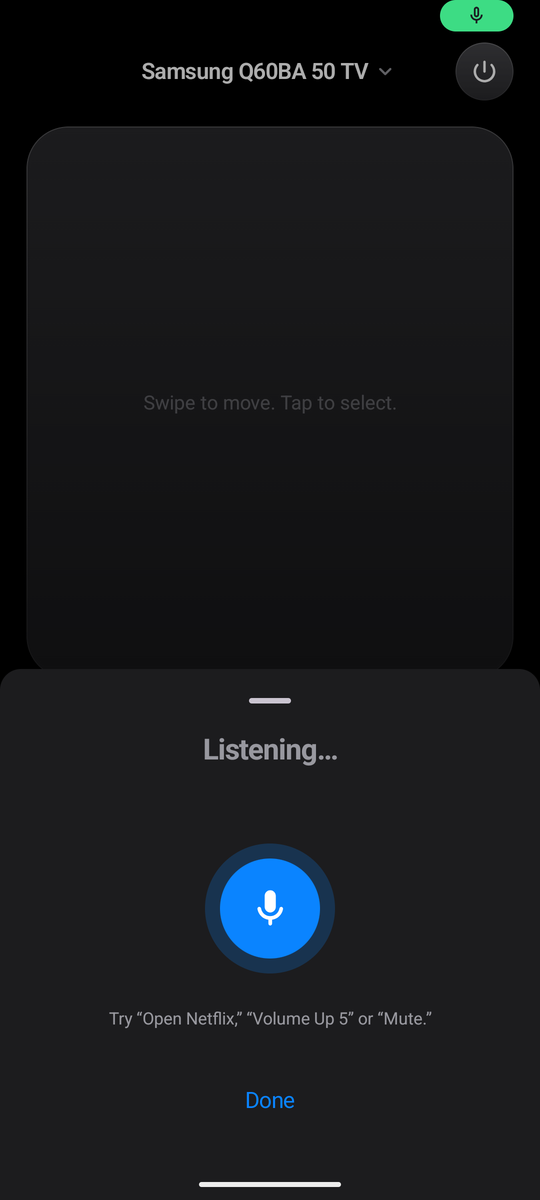 Samsung Q60BA 50 TV
Swipe to move. Tap to select.
Listening...
Try “Open Netflix,” “Volume Up 5” or “Mute.”
Done